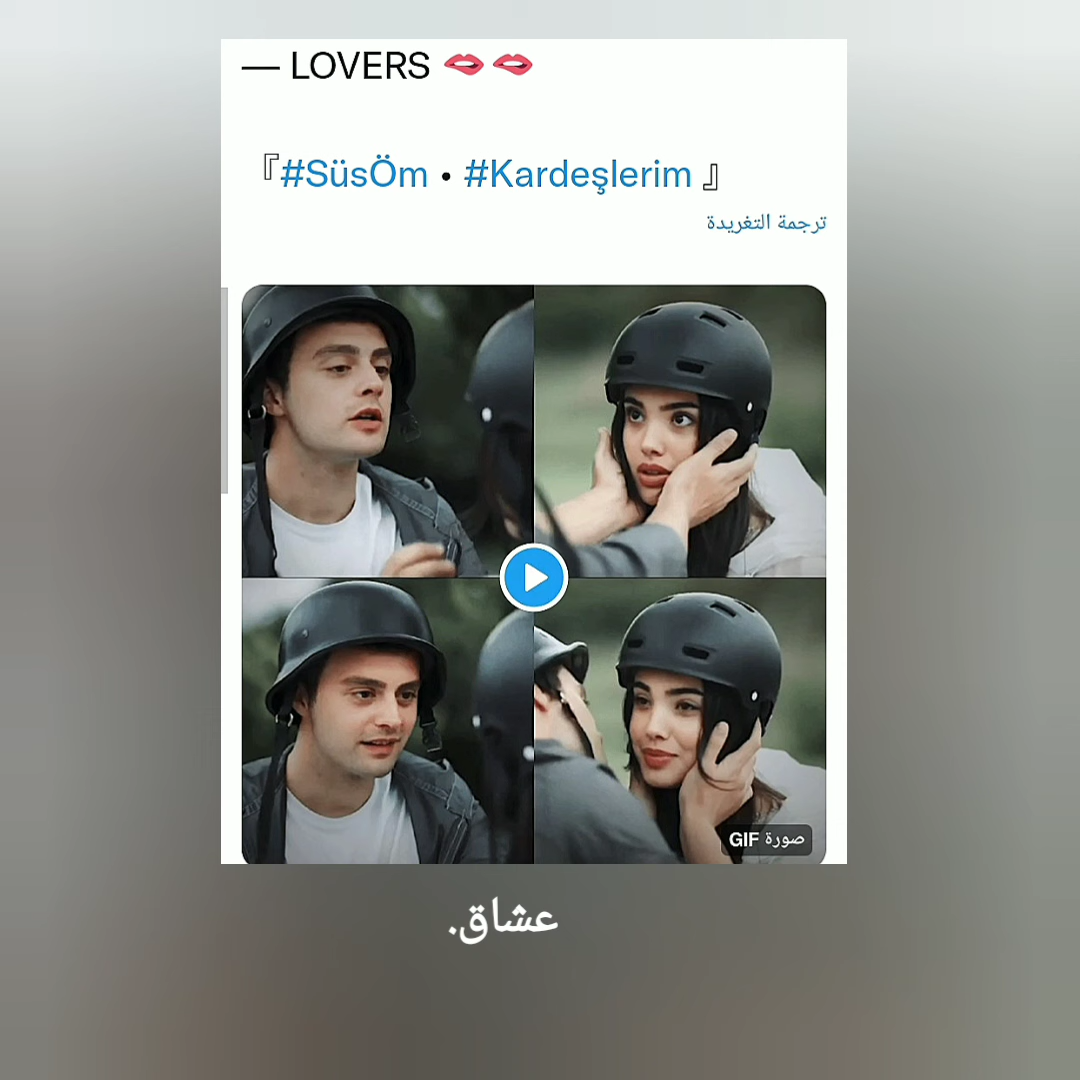 — LOVERS 🫦🫦
『#SüsÖm • #Kardeşlerim 』
ترجمة التغريدة
صورة GIF
عشاق.